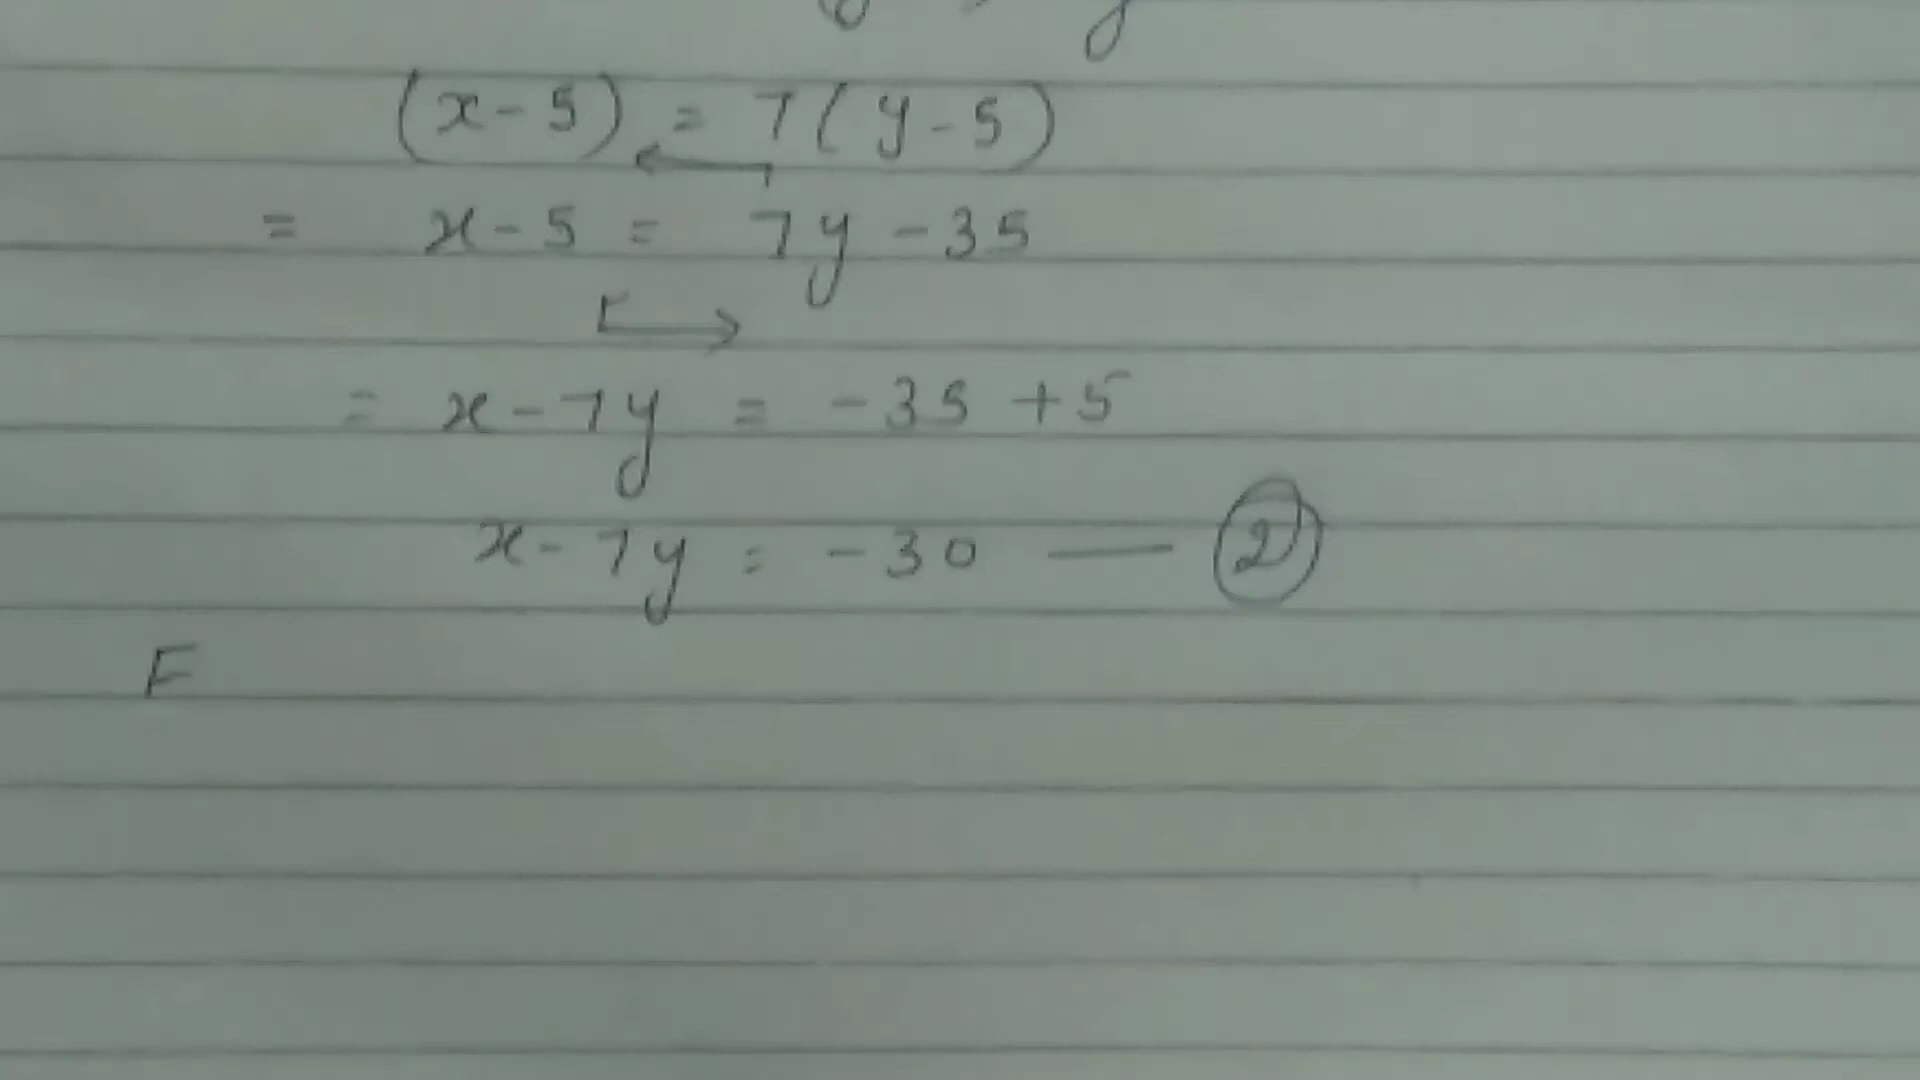 (x - 5) = 7 ( y - 5 )
= x - 5 = 7y - 35
= x - 7y = - 35 + 5
x - 7y = - 30 — 2
F